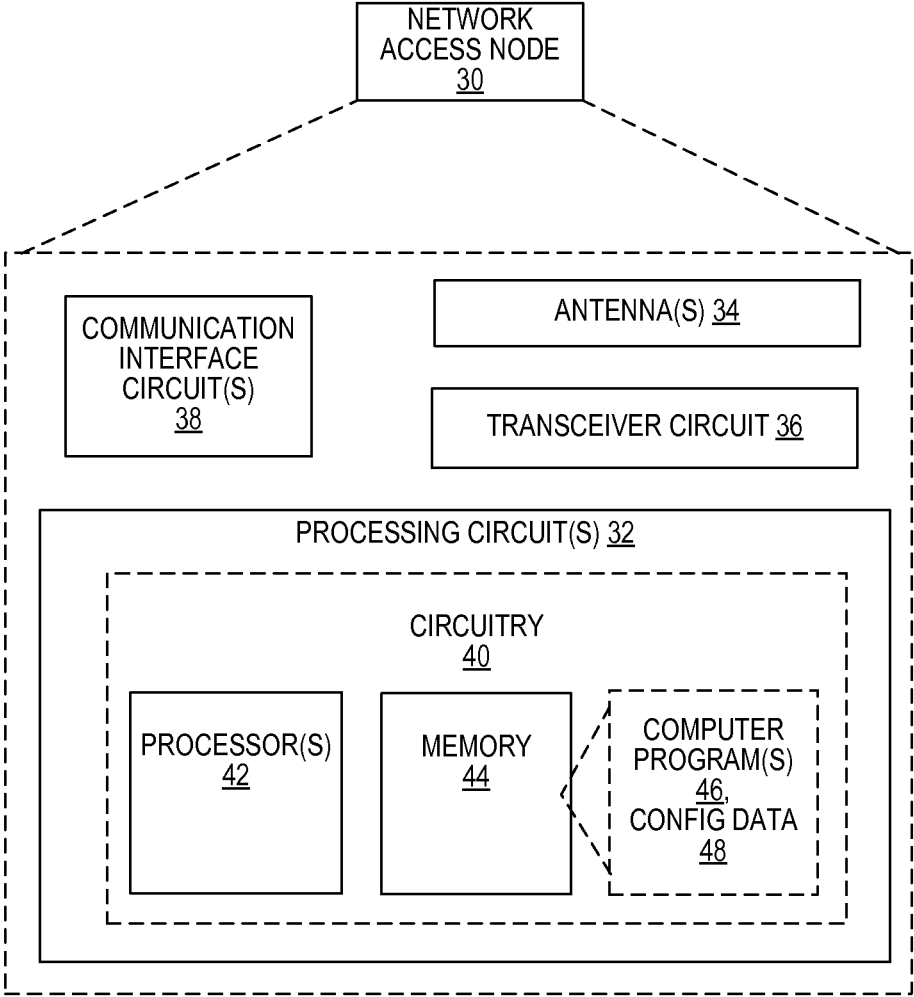 NETWORK
ACCESS NODE
30
COMMUNICATION
INTERFACE
CIRCUIT(S)
38
ANTENNA(S) 34
TRANSCEIVER CIRCUIT 36
PROCESSING CIRCUIT(S) 32
CIRCUITRY
40
PROCESSOR(S)
42
MEMORY
44
COMPUTER
PROGRAM(S)
46,
CONFIG DATA
48